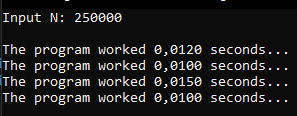 Input N: 250000
The program worked 0,0120 seconds...
The program worked 0,0100 seconds...
The program worked 0,0150 seconds...
The program worked 0,0100 seconds...